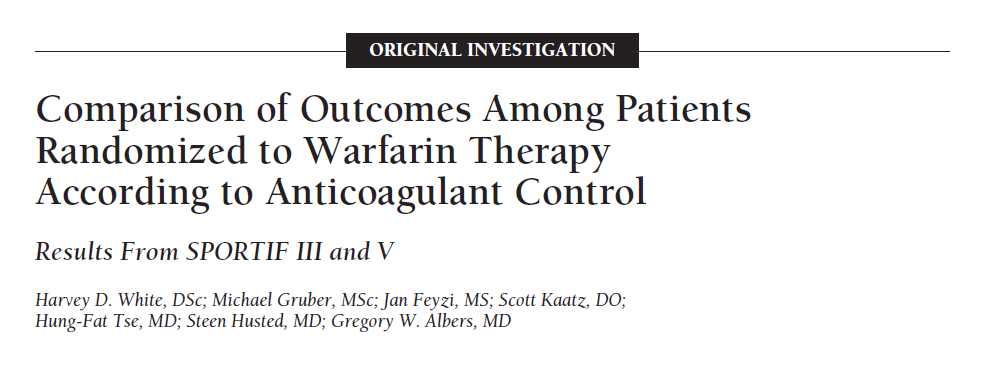 ORIGINAL INVESTIGATION
Comparison of Outcomes Among Patients
Randomized to Warfarin Therapy
According to Anticoagulant Control
Results From SPORTIF III and V
Harvey D. White, DSc; Michael Gruber, MSc; Jan Feyzi, MS; Scott Kaatz, DO;
Hung-Fat Tse, MD; Steen Husted, MD; Gregory W. Albers, MD